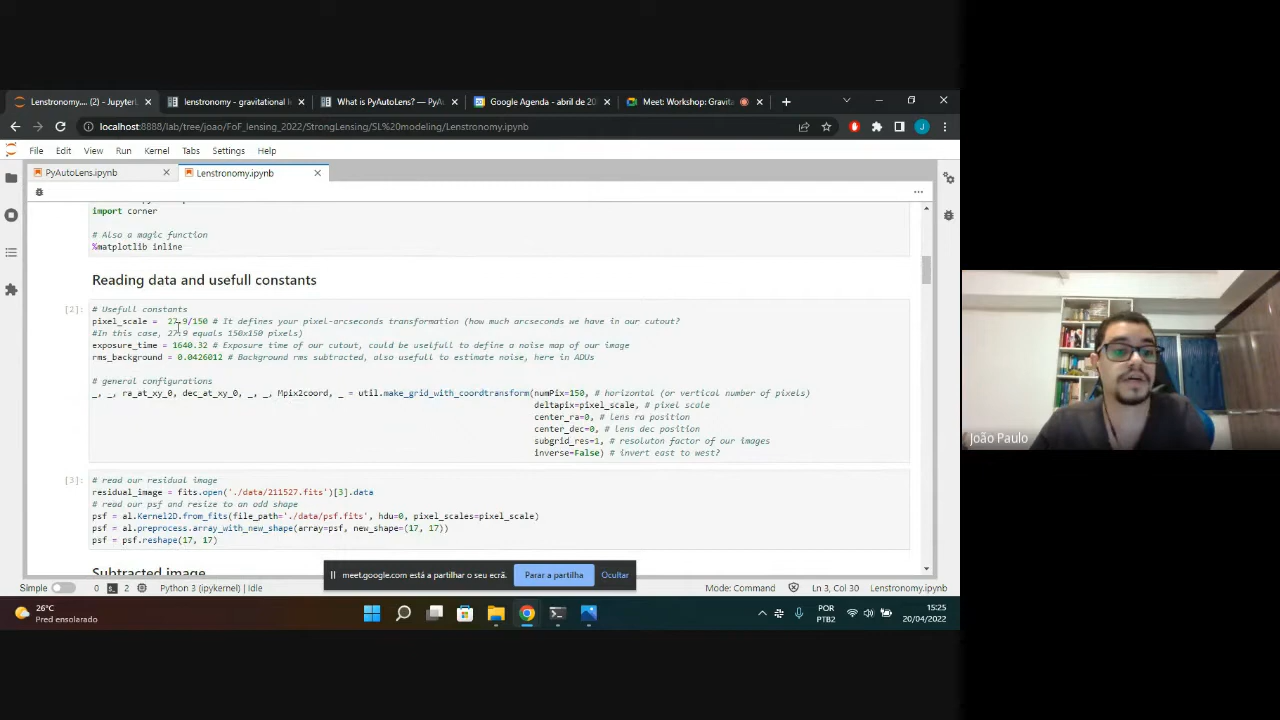 Lenstronomy.... (2) - JupyterL
lenstronomy - gravitational l
What is PyAutoLens? — PyA
Google Agenda - abril de 20
Meet: Workshop: Gravita
localhost:8888/lab/tree/joao/FoF_lensing_2022/StrongLensing/SL%20modeling/Lenstronomy.ipynb
J
File Edit View Run Kernel Tabs Settings Help
PyAutoLens.ipynb
Lenstronomy.ipynb
import corner
# Also a magic function
%matplotlib inline
Reading data and usefull constants
[2]:
# Usefull constants
pixel_scale = 27.9/150 # It defines your pixel-arcseconds transformation (how much arcseconds we have in our cutout?
#In this case, 27.9 equals 150x150 pixels)
exposure_time = 1640.32 # Exposure time of our cutout, could be uselfull to define a noise map of our image
rms_background = 0.0426012 # Background rms subtracted, also usefull to estimate noise, here in ADUs
# general configurations
_, _, ra_at_xy_0, dec_at_xy_0, _, _, Mpix2coord, _ = util.make_grid_with_coordtransform(numPix=150, # horizontal (or vertical number of pixels)
deltapix=pixel_scale, # pixel scale
center_ra=0, # lens ra position
center_dec=0, # lens dec position
subgrid_res=1, # resoluton factor of our images
inverse=False) # invert east to west?
[3]:
# read our residual image
residual_image = fits.open('./data/211527.fits')[3].data
# read our psf and resize to an odd shape
psf = al.Kernel2D.from_fits(file_path='./data/psf.fits', hdu=0, pixel_scales=pixel_scale)
psf = al.preprocess.array_with_new_shape(array=psf, new_shape=(17, 17))
psf = psf.reshape(17, 17)
Subtracted image
meet.google.com está a partilhar o seu ecrã.
Parar a partilha
Ocultar
Simple
0
2
Python 3 (ipykernel) | Idle
Mode: Command
Ln 3, Col 30
Lenstronomy.ipynb
26°C
Pred ensolarado
POR
PTB2
15:25
20/04/2022
João Paulo